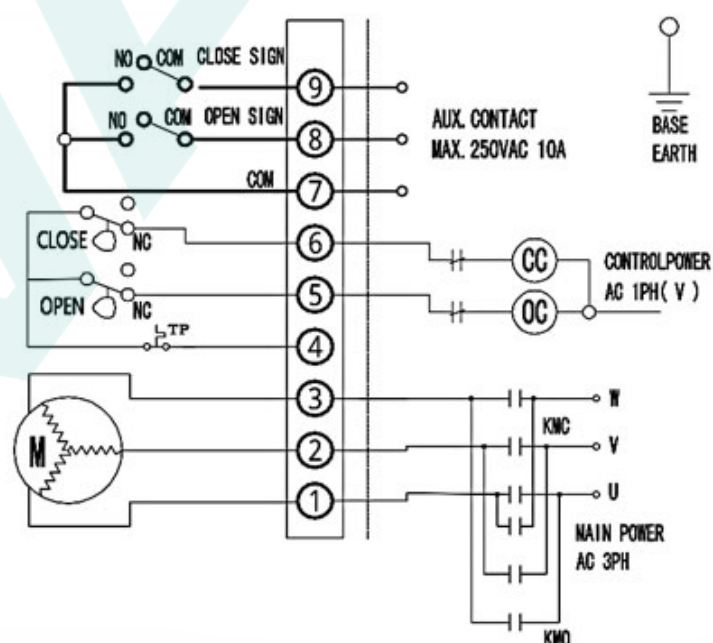 NO COM CLOSE SIGN
9
NO COM OPEN SIGN
8
AUX. CONTACT
MAX. 250VAC 10A
BASE
EARTH
COM
7
CLOSE NC
6
CC
CONTROLPOWER
AC 1PH( V )
OPEN NC
5
OC
TP
4
3
W
KMC
M
2
V
1
U
MAIN POWER
AC 3PH
KMO